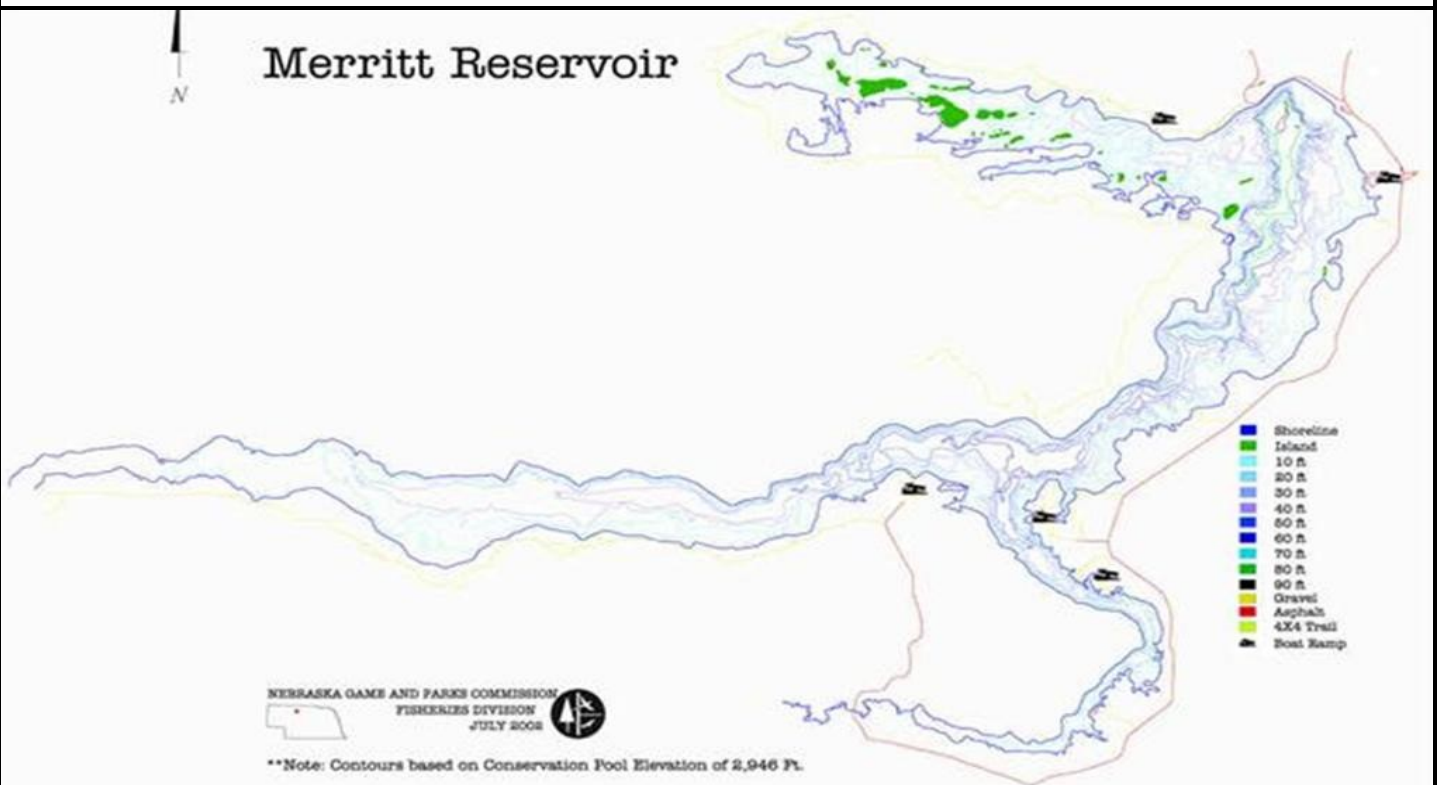 Merritt Reservoir
N
Shoreline
Island
10 ft
20 ft
30 ft
40 ft
50 ft
60 ft
70 ft
80 ft
90 ft
Gravel
Asphalt
4X4 Trail
Boat Ramp
NEBRASKA GAME AND PARKS COMMISSION
FISHERIES DIVISION
JULY 2002
**Note: Contours based on Conservation Pool Elevation of 2,946 Ft.